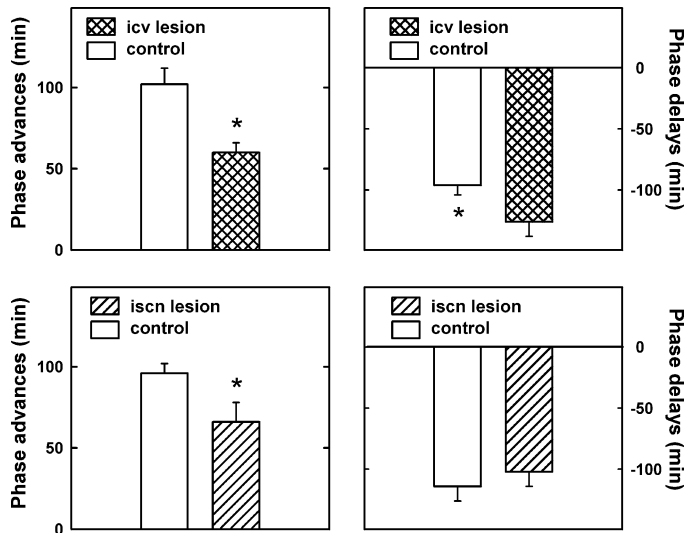 icv lesion
control
Phase advances (min)
100
50
0
*
icv lesion
control
Phase delays (min)
0
-50
-100
*
iscn lesion
control
Phase advances (min)
100
50
0
*
iscn lesion
control
Phase delays (min)
0
-50
-100